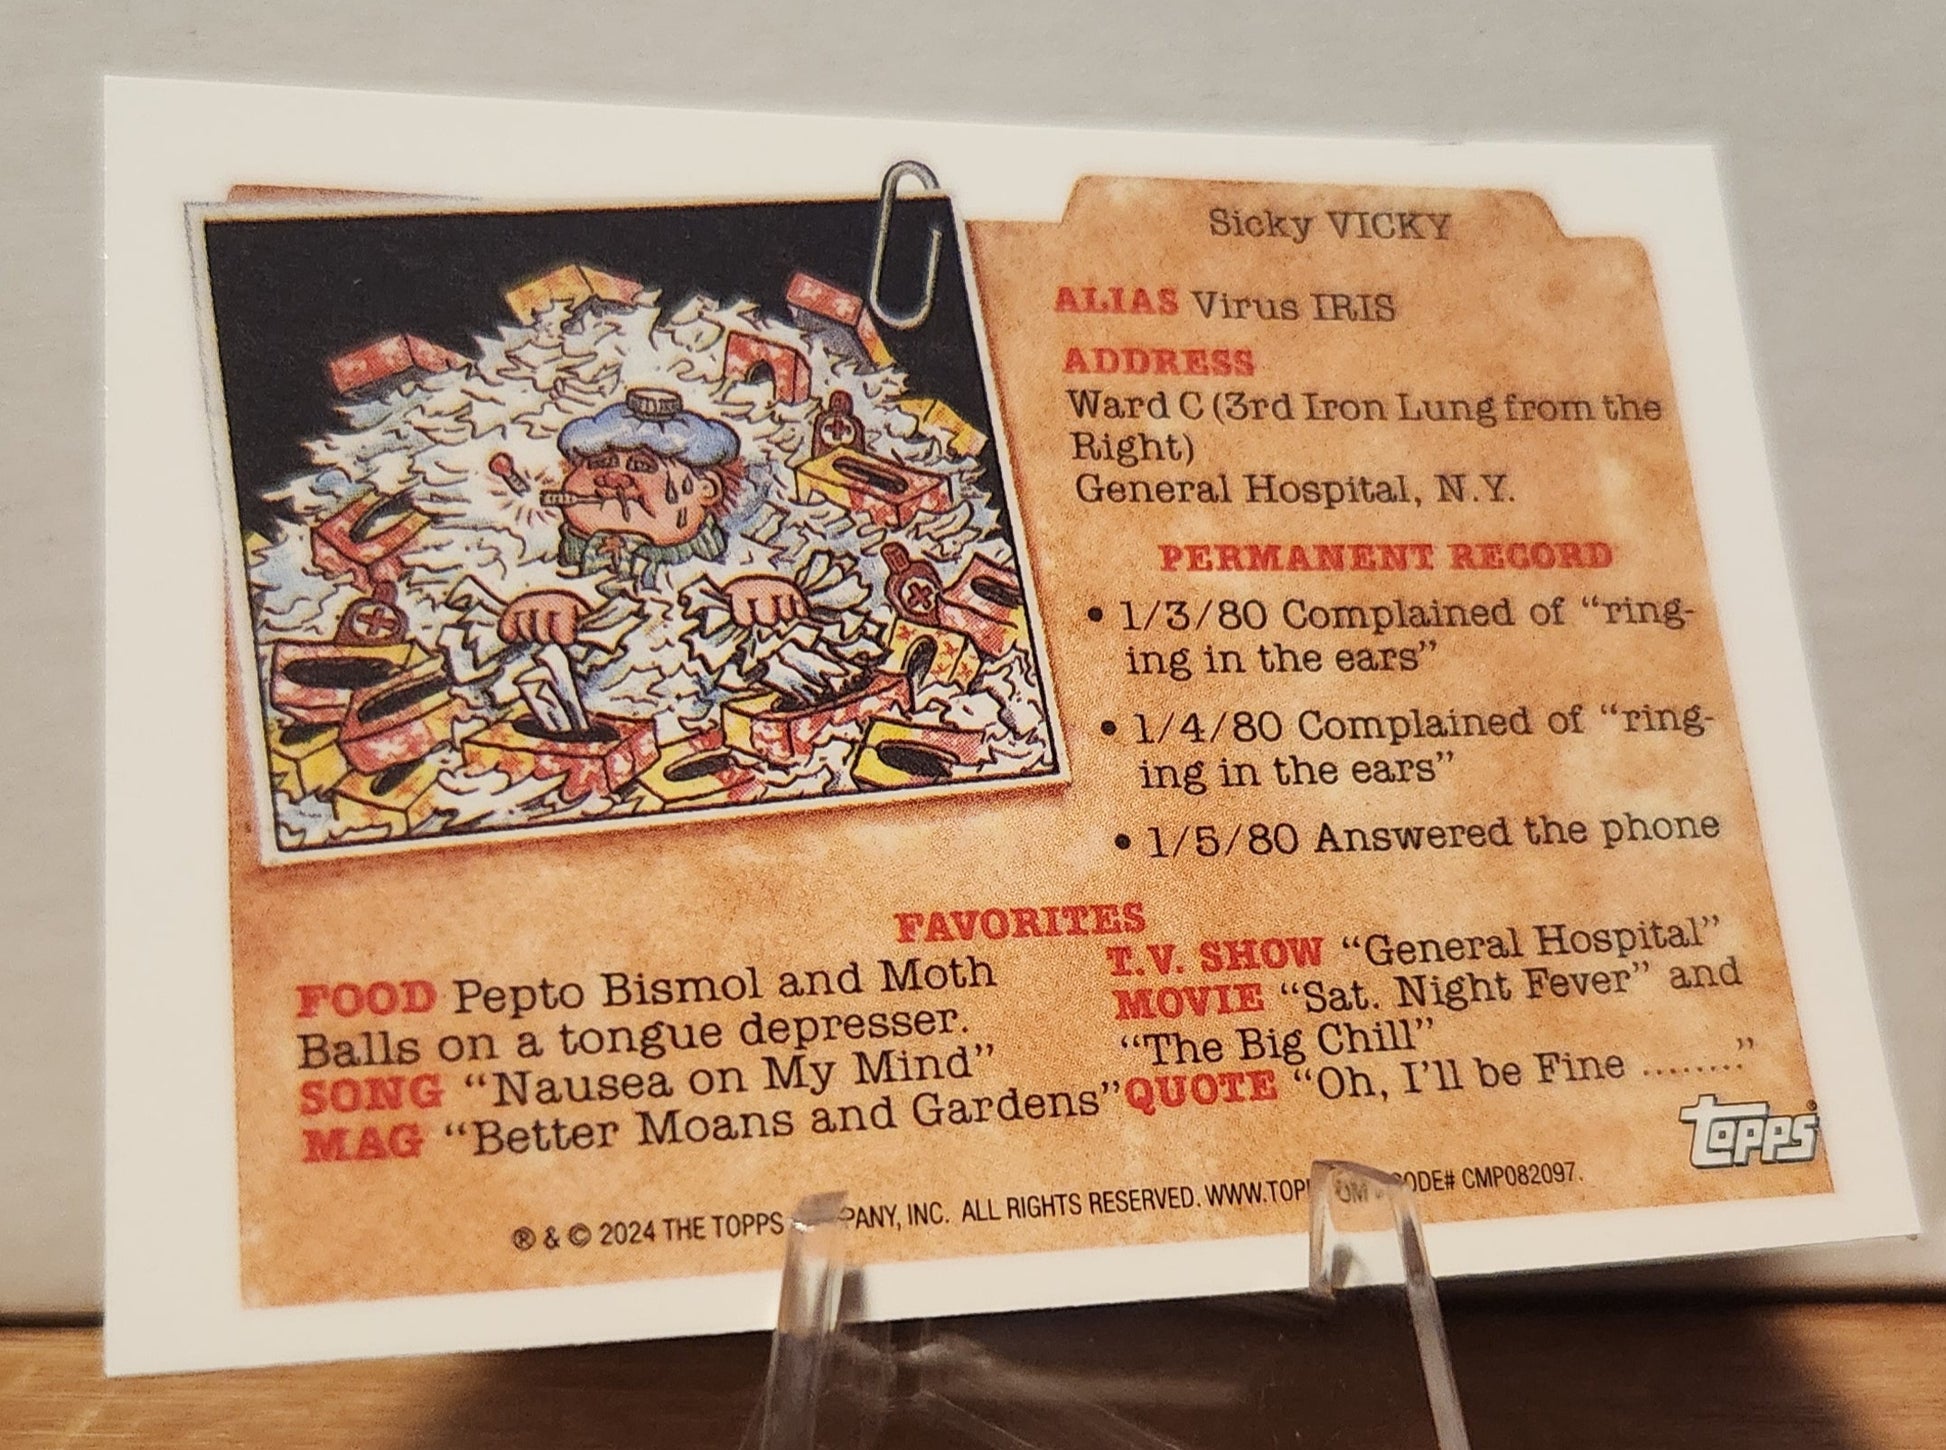 Sicky VICKY
ALIAS Virus IRIS
ADDRESS
Ward C (3rd Iron Lung from the
Right)
General Hospital, N.Y.
PERMANENT RECORD
• 1/3/80 Complained of “ring-
ing in the ears”
• 1/4/80 Complained of “ring-
ing in the ears”
• 1/5/80 Answered the phone
FAVORITES
FOOD Pepto Bismol and Moth
Balls on a tongue depresser.
SONG “Nausea on My Mind”
MAG “Better Moans and Gardens”
T.V. SHOW “General Hospital”
MOVIE “Sat. Night Fever” and
“The Big Chill”
QUOTE “Oh, I'll be Fine ........”
topps®
® & © 2024 THE TOPPS PANY, INC. ALL RIGHTS RESERVED. WWW.TOP OM ODE# CMP082097.